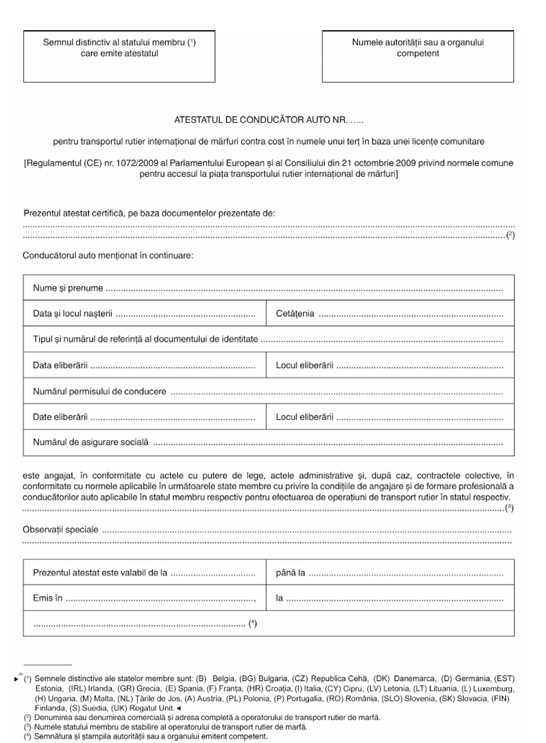 Semnul distinctiv al statului membru (1)
care emite atestatul
Numele autorității sau a organului
competent
ATESTATUL DE CONDUCĂTOR AUTO NR. …..
pentru transportul rutier internațional de mărfuri contra cost în numele unui terț în baza unei licențe comunitare
[Regulamentul (CE) nr. 1072/2009 al Parlamentului European și al Consiliului din 21 octombrie 2009 privind normele comune
pentru accesul la piața transportului rutier internațional de mărfuri]
Prezentul atestat certifică, pe baza documentelor prezentate de:
......................................................................
...................................................................... (2)
Conducătorul auto menționat în continuare:
Nume și prenume ......................................................................
Data și locul nașterii ........................................
Cetățenia ........................................
Tipul și numărul de referință al documentului de identitate ........................................
Data eliberării ........................................
Locul eliberării ........................................
Numărul permisului de conducere ......................................................................
Date eliberării ........................................
Locul eliberării ........................................
Numărul de asigurare socială ......................................................................
este angajat, în conformitate cu actele cu putere de lege, actele administrative și, după caz, contractele colective, în
conformitate cu normele aplicabile în următoarele state membre cu privire la condițiile de angajare și de formare profesională a
conducătorilor auto aplicabile în statul membru respectiv pentru efectuarea de operațiuni de transport rutier în statul respectiv.
...................................................................... (3)
Observații speciale ......................................................................
......................................................................
Prezentul atestat este valabil de la ..............................
până la ........................................
Emis în ........................................,
la ........................................
........................................ (4)
(1) Semnele distinctive ale statelor membre sunt: (B) Belgia, (BG) Bulgaria, (CZ) Republica Cehă, (DK) Danemarca, (D) Germania, (EST)
Estonia, (IRL) Irlanda, (GR) Grecia, (E) Spania, (F) Franța, (HR) Croația, (I) Italia, (CY) Cipru, (LV) Letonia, (LT) Lituania, (L) Luxemburg,
(H) Ungaria, (M) Malta, (NL) Țările de Jos, (A) Austria, (PL) Polonia, (P) Portugalia, (RO) România, (SLO) Slovenia, (SK) Slovacia, (FIN)
Finlanda, (S) Suedia, (UK) Regatul Unit. ◄
(2) Denumirea sau denumirea comercială și adresa completă a operatorului de transport rutier de marfă.
(3) Numele statului membru de stabilire al operatorului de transport rutier de marfă.
(4) Semnătura și ștampila autorității sau a organului emitent competent.